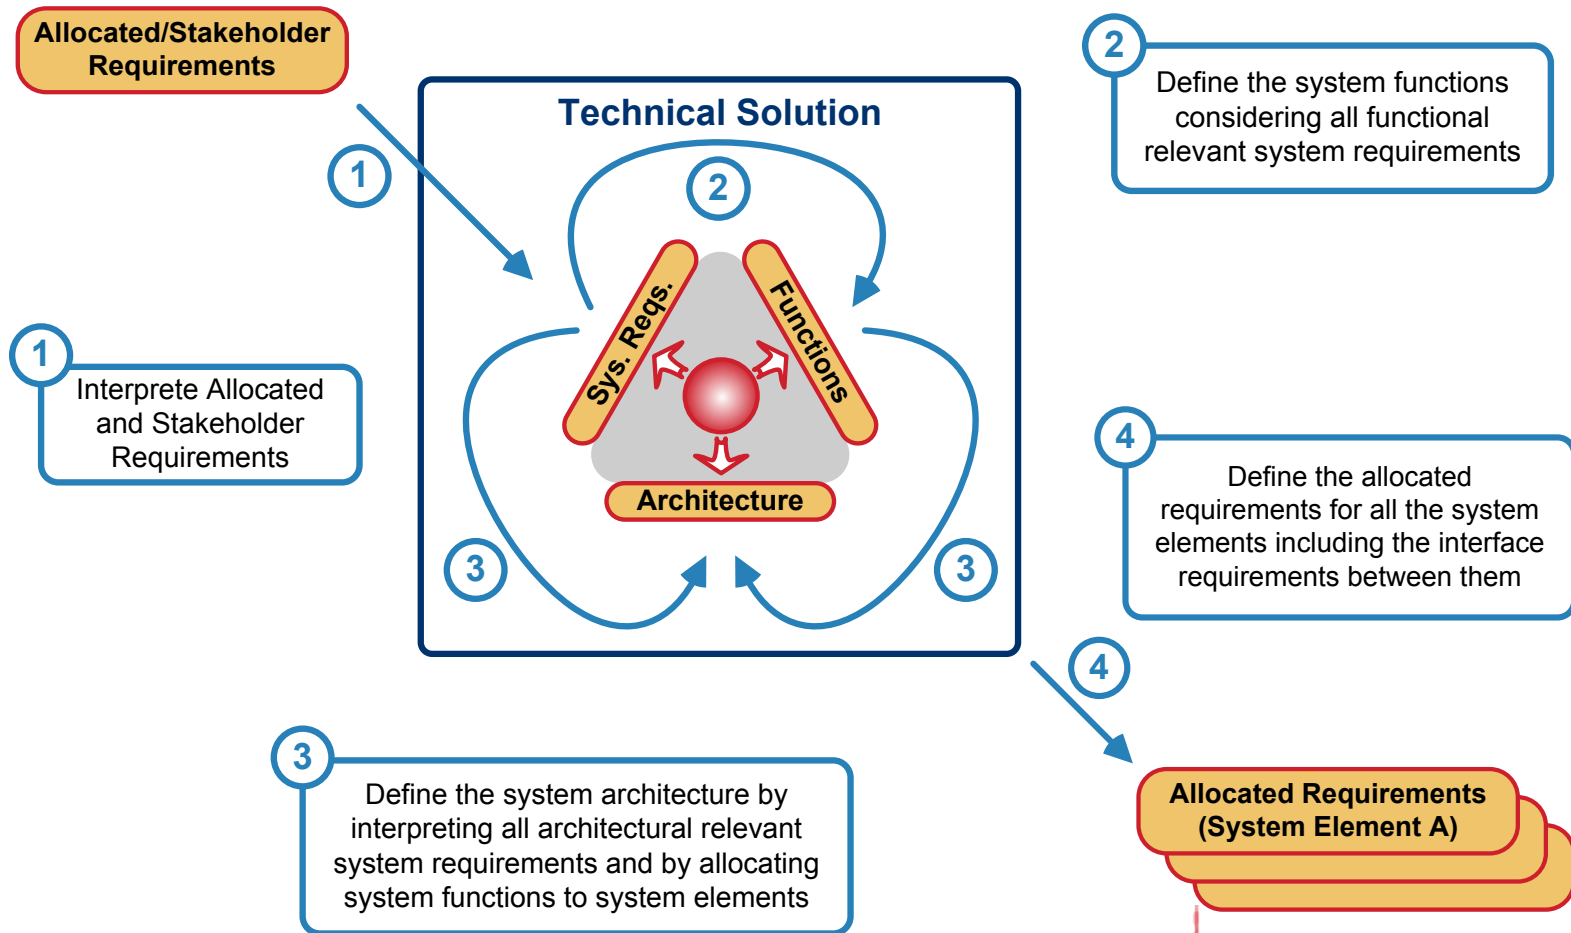 Allocated/Stakeholder
Requirements
2
Define the system functions
considering all functional
relevant system requirements
Technical Solution
1
2
Sys. Reqs.
Functions
Architecture
3
3
1
Interprete Allocated
and Stakeholder
Requirements
4
Define the allocated
requirements for all the system
elements including the interface
requirements between them
4
3
Define the system architecture by
interpreting all architectural relevant
system requirements and by allocating
system functions to system elements
Allocated Requirements
(System Element A)